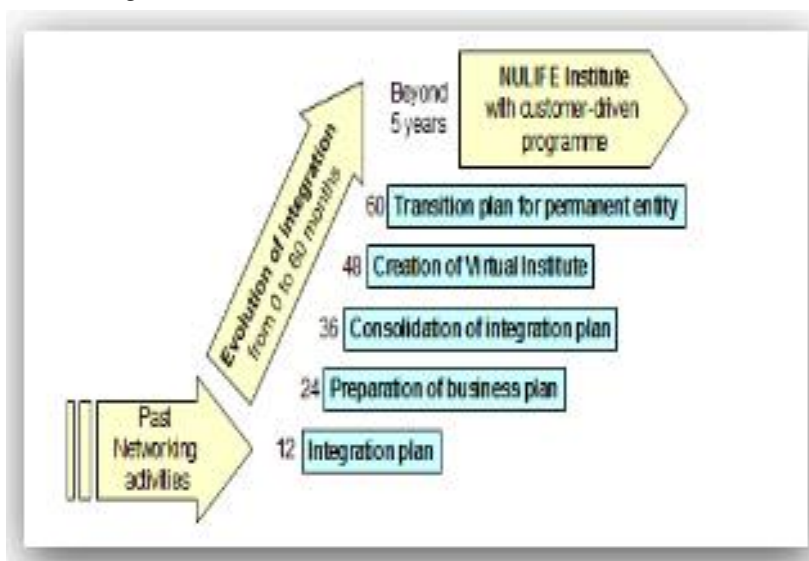 Beyond
5 years
NULIFE Institute
with customer-driven
programme
Evolution of integration
from 0 to 60 months
60 Transition plan for permanent entity
48 Creation of Virtual Institute
36 Consolidation of integration plan
24 Preparation of business plan
12 Integration plan
Past
Networking
activities